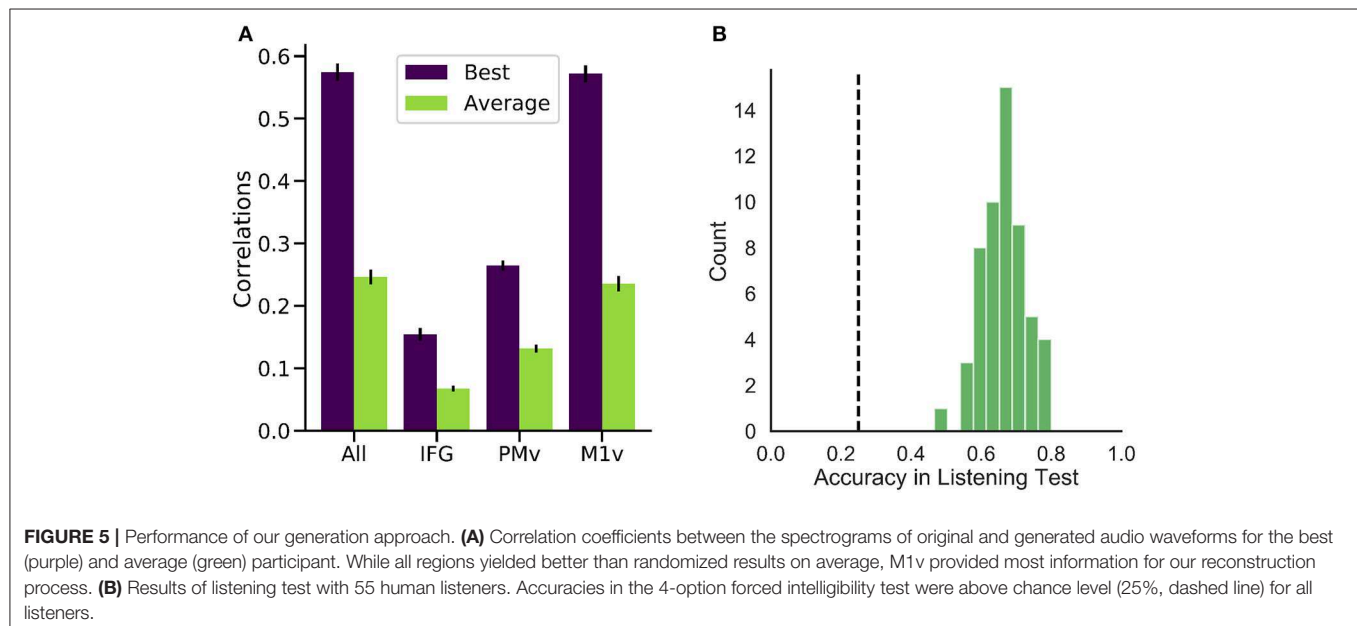 A
B
0.6
0.5
0.4
0.3
0.2
0.1
0.0
Correlations
Best
Average
All IFG PMv M1v
14
12
10
8
6
4
2
0
Count
0.0 0.2 0.4 0.6 0.8 1.0
Accuracy in Listening Test
FIGURE 5 | Performance of our generation approach. (A) Correlation coefficients between the spectrograms of original and generated audio waveforms for the best
(purple) and average (green) participant. While all regions yielded better than randomized results on average, M1v provided most information for our reconstruction
process. (B) Results of listening test with 55 human listeners. Accuracies in the 4-option forced intelligibility test were above chance level (25%, dashed line) for all
listeners.